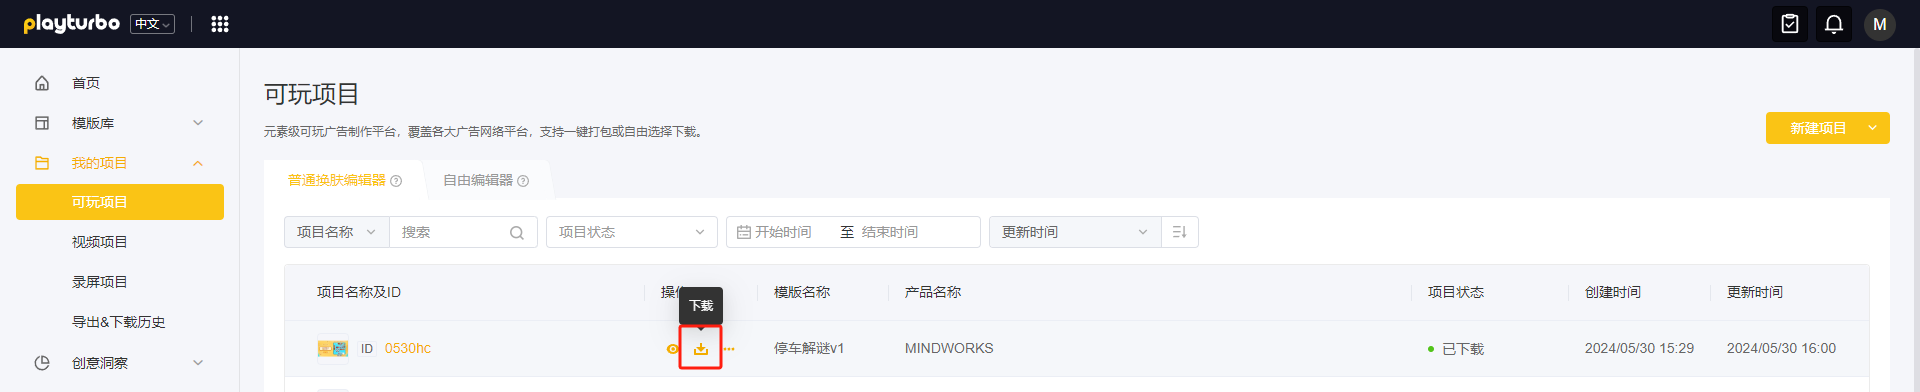 playturbo 中文 M
首页
模版库
我的项目
可玩项目
视频项目
录屏项目
导出&下载历史
创意洞察
可玩项目
元素级可玩广告制作平台，覆盖各大广告网络平台，支持一键打包或自由选择下载。
新建项目
普通换肤编辑器 自由编辑器
项目名称 搜索 项目状态 开始时间 至 结束时间 更新时间
项目名称及ID 操作 模版名称 产品名称 项目状态 创建时间 更新时间
下载
ID 0530hc 停车解谜v1 MINDWORKS 已下载 2024/05/30 15:29 2024/05/30 16:00